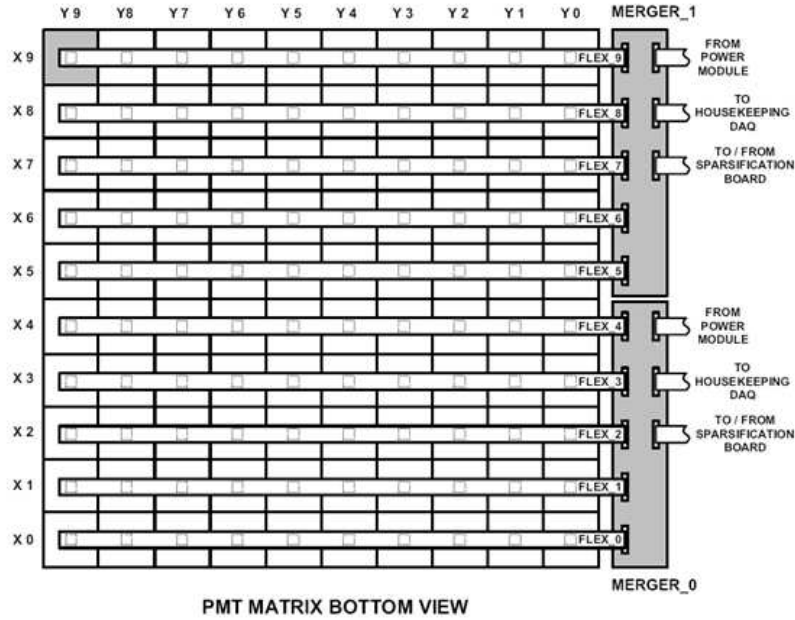 Y 9 Y8 Y 7 Y 6 Y 5 Y 4 Y 3 Y 2 Y 1 Y 0 MERGER_1
X 9 FLEX_9 FROM
POWER
MODULE
X 8 FLEX_8 TO
HOUSEKEEPING
DAQ
X 7 FLEX_7 TO / FROM
SPARSIFICATION
BOARD
X 6 FLEX_6
X 5 FLEX_5
X 4 FLEX_4 FROM
POWER
MODULE
X 3 FLEX_3 TO
HOUSEKEEPING
DAQ
X 2 FLEX_2 TO / FROM
SPARSIFICATION
BOARD
X 1 FLEX_1
X 0 FLEX_0
MERGER_0
PMT MATRIX BOTTOM VIEW